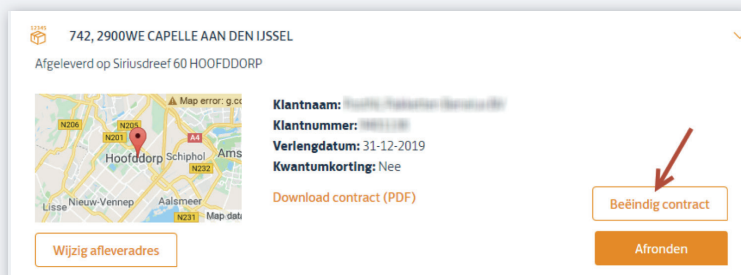 12345
742, 2900WE CAPELLE AAN DEN IJSSEL
Afgeleverd op Siriusdreef 60 HOOFDDORP
Map error: g.co
N206
N205
N201
A4
Hoofddorp
Schiphol
Ams
N232
Lisse
Nieuw-Vennep
Aalsmeer
N231
Map data
Klantnaam:
Klantnummer:
Verlengdatum: 31-12-2019
Kwantumkorting: Nee
Download contract (PDF)
Beëindig contract
Wijzig afleveradres
Afronden